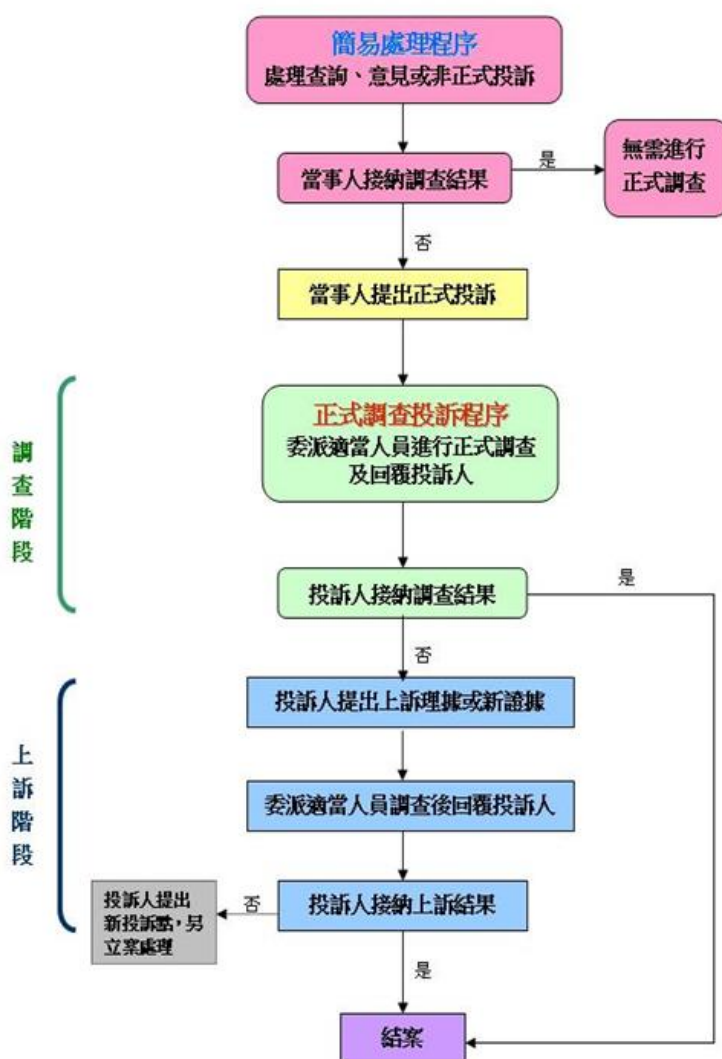 簡易處理程序
處理查詢、意見或非正式投訴
當事人接納調查結果
是
無需進行
正式調查
否
當事人提出正式投訴
調查階段
正式調查投訴程序
委派適當人員進行正式調查
及回覆投訴人
投訴人接納調查結果
是
否
上訴階段
投訴人提出上訴理據或新證據
委派適當人員調查後回覆投訴人
投訴人接納上訴結果
否
投訴人提出
新投訴點，另
立案處理
是
結案